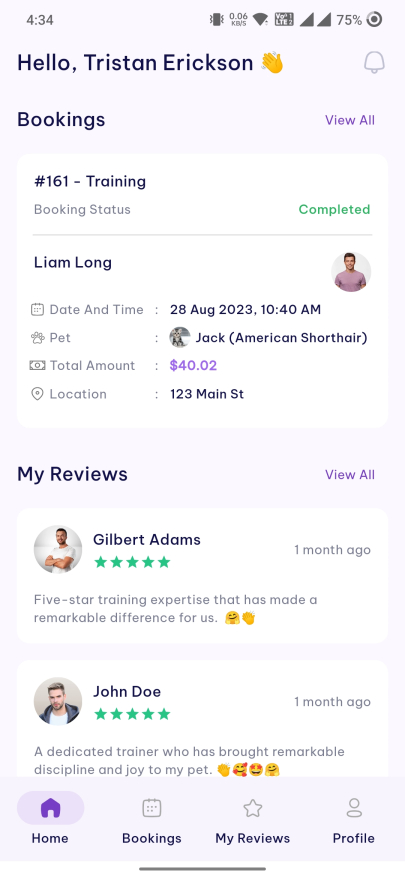 4:34
0.06 KB/S
Vo) 1 LTE 2
75%
Hello, Tristan Erickson 👋
Bookings
View All
#161 - Training
Booking Status
Completed
Liam Long
Date And Time : 28 Aug 2023, 10:40 AM
Pet : Jack (American Shorthair)
Total Amount : $40.02
Location : 123 Main St
My Reviews
View All
Gilbert Adams
1 month ago
Five-star training expertise that has made a
remarkable difference for us. 🤗👏
John Doe
1 month ago
A dedicated trainer who has brought remarkable
discipline and joy to my pet. 👏🥰🤩🤗
Home
Bookings
My Reviews
Profile